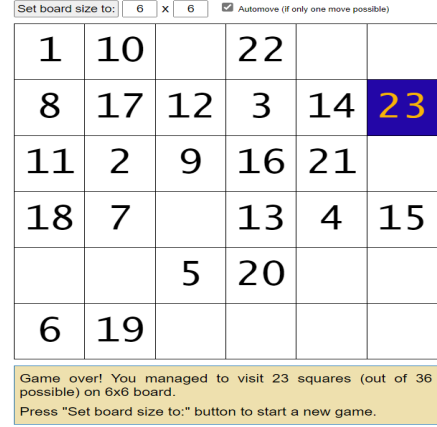 Set board size to: 6 x 6 Automove (if only one move possible)
1 10 22
8 17 12 3 14 23
11 2 9 16 21
18 7 13 4 15
5 20
6 19
Game over! You managed to visit 23 squares (out of 36
possible) on 6x6 board.
Press "Set board size to:" button to start a new game.